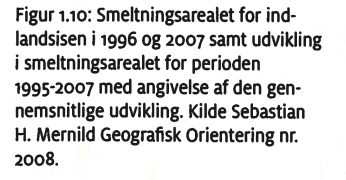 Figur 1.10: Smeltningsarealet for ind-
landsisen i 1996 og 2007 samt udvikling
i smeltningsarealet for perioden
1995-2007 med angivelse af den gen-
nemsnitlige udvikling. Kilde Sebastian
H. Mernild Geografisk Orientering nr.
2008.